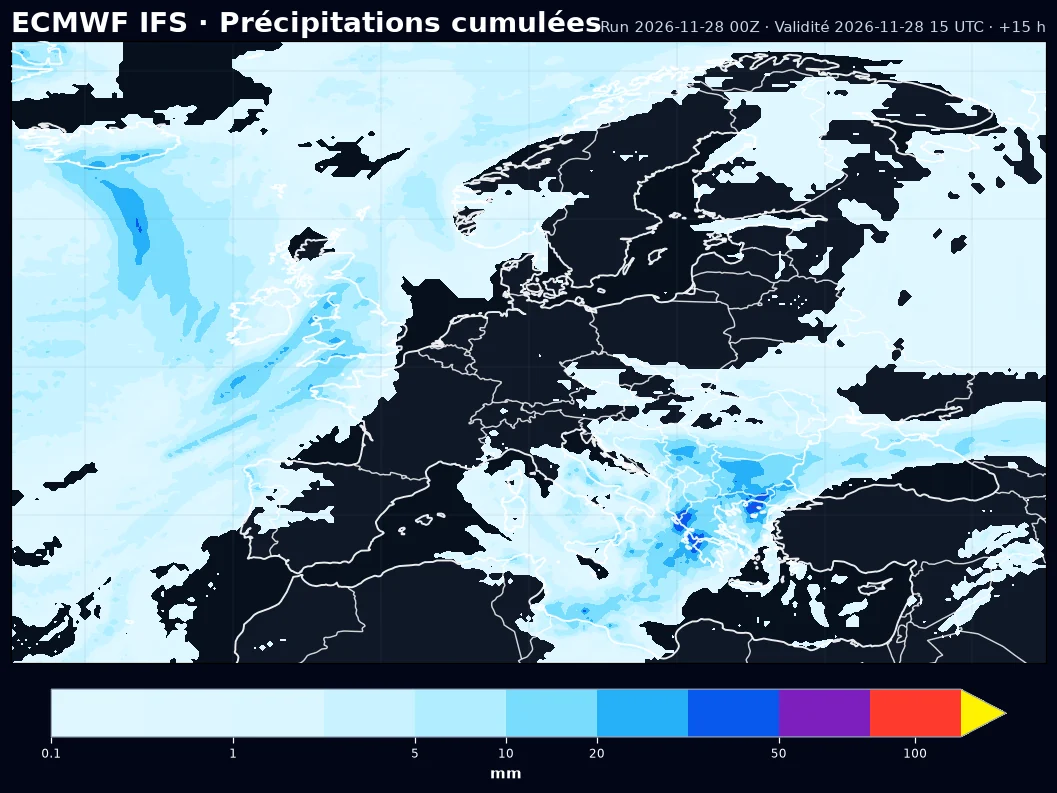 ECMWF IFS · Précipitations cumulées
Run 2026-11-28 00Z · Validité 2026-11-28 15 UTC · +15 h
0.1 1 5 10 20 50 100
mm